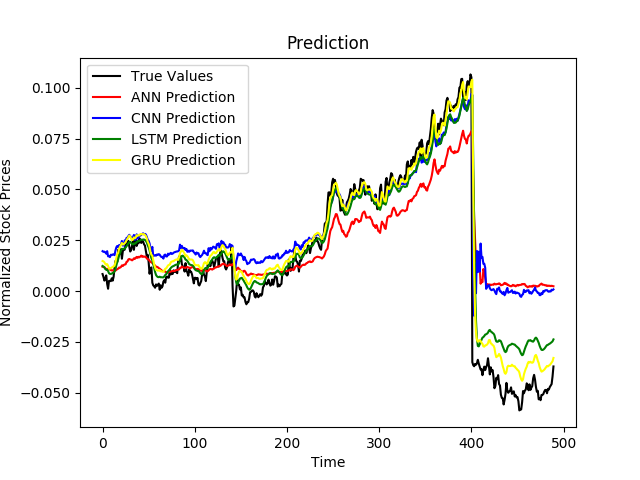 Prediction
True Values
ANN Prediction
CNN Prediction
LSTM Prediction
GRU Prediction
Normalized Stock Prices
0.100
0.075
0.050
0.025
0.000
−0.025
−0.050
0 100 200 300 400 500
Time